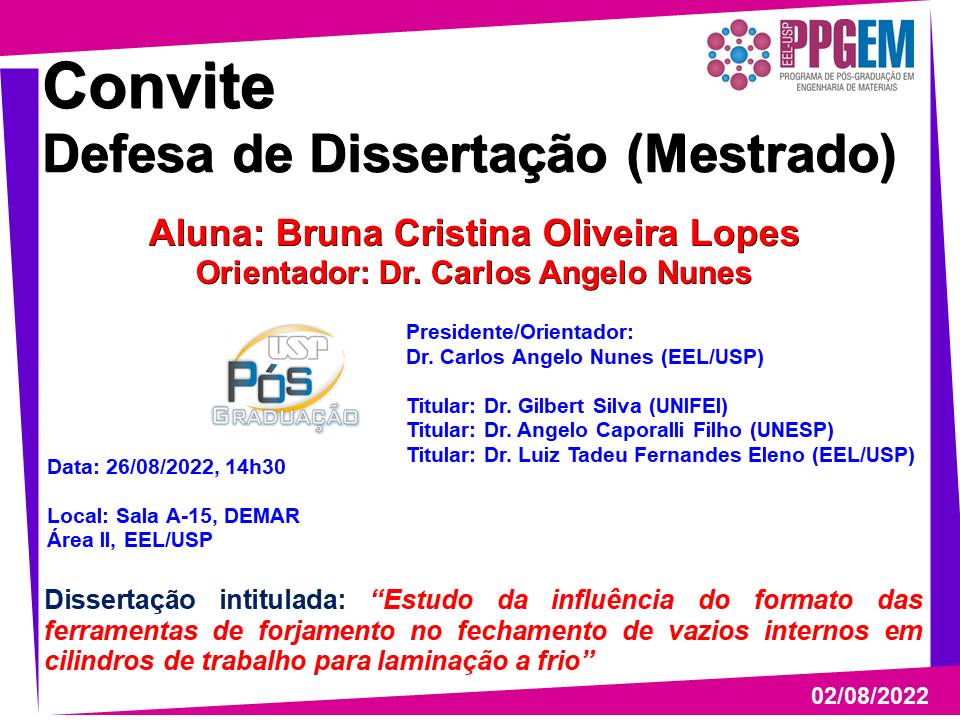 EEL-USP
PPGEM
PROGRAMA DE PÓS-GRADUAÇÃO EM
ENGENHARIA DE MATERIAIS
Convite
Defesa de Dissertação (Mestrado)
Aluna: Bruna Cristina Oliveira Lopes
Orientador: Dr. Carlos Angelo Nunes
USP
Pós
GRADUAÇÃO
Presidente/Orientador:
Dr. Carlos Angelo Nunes (EEL/USP)
Titular: Dr. Gilbert Silva (UNIFEI)
Titular: Dr. Angelo Caporalli Filho (UNESP)
Titular: Dr. Luiz Tadeu Fernandes Eleno (EEL/USP)
Data: 26/08/2022, 14h30
Local: Sala A-15, DEMAR
Área II, EEL/USP
Dissertação intitulada: “Estudo da influência do formato das
ferramentas de forjamento no fechamento de vazios internos em
cilindros de trabalho para laminação a frio”
02/08/2022